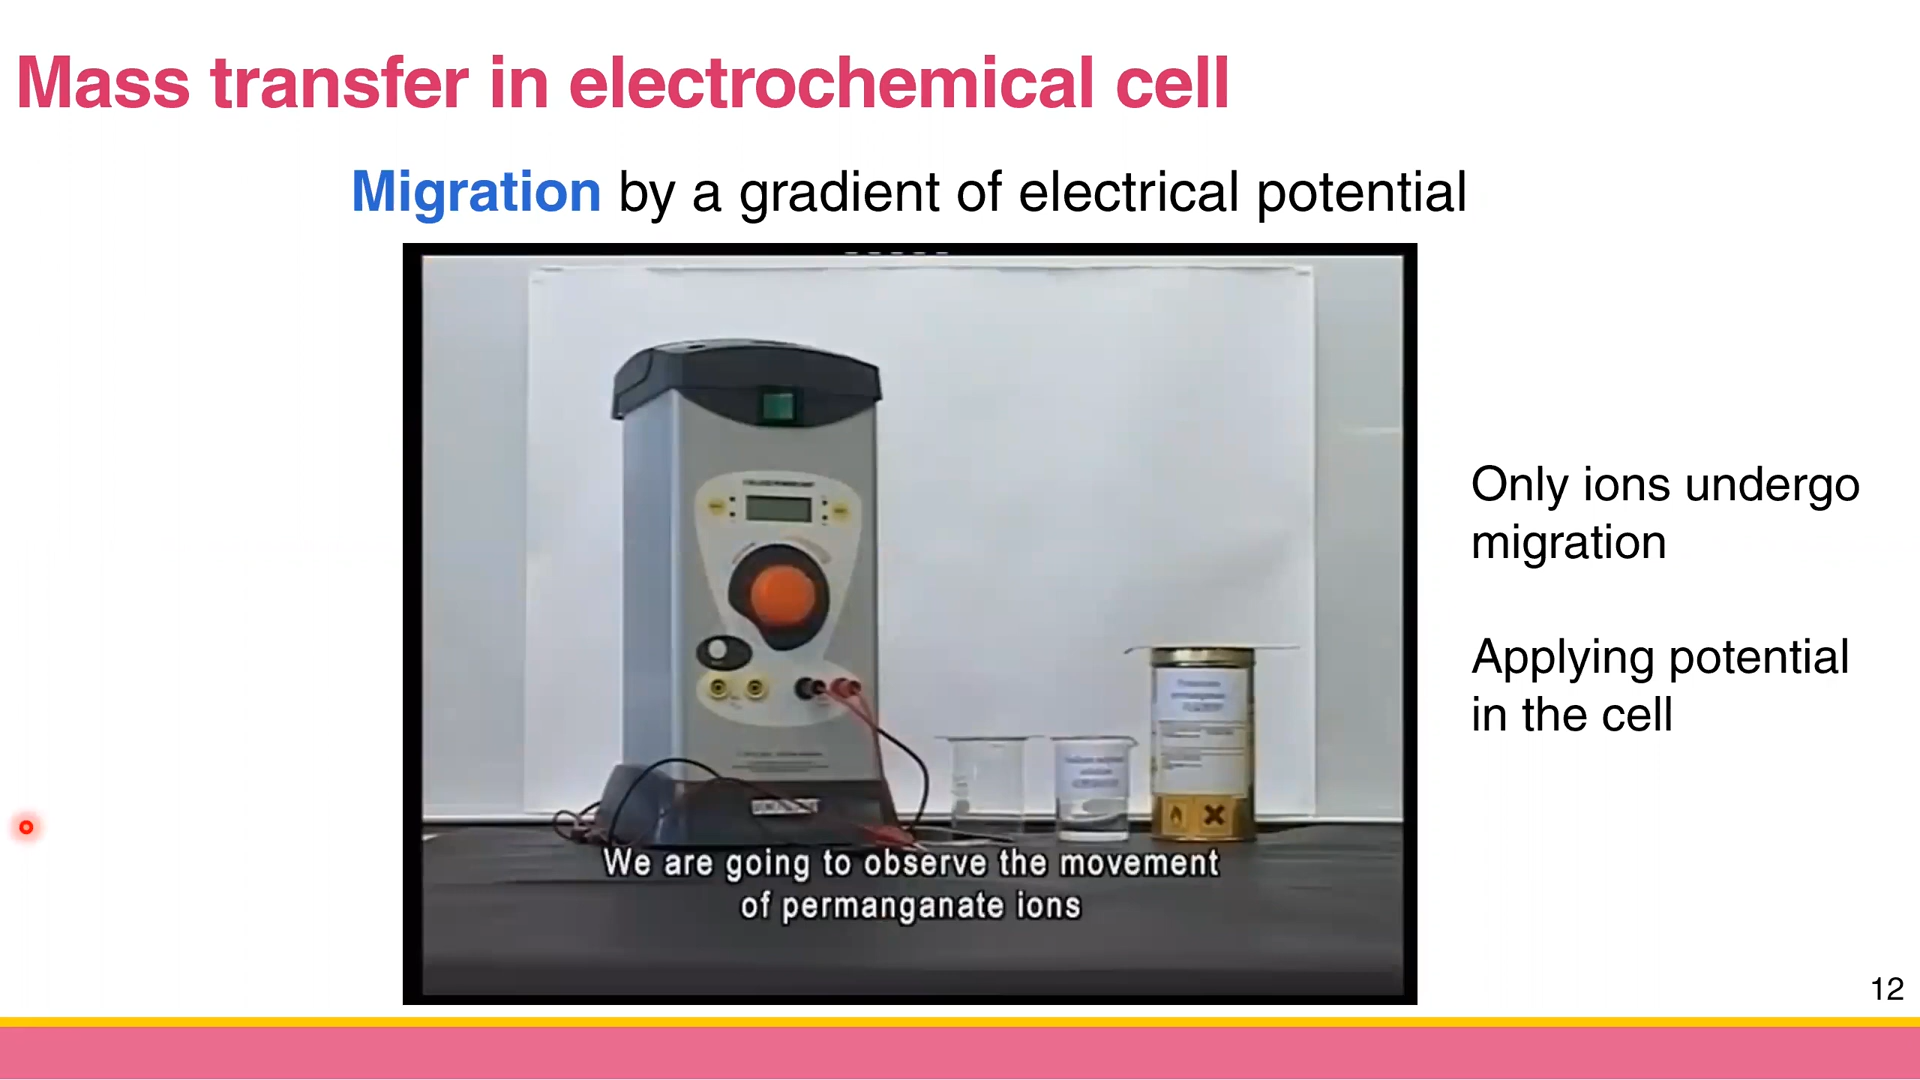 Mass transfer in electrochemical cell
Migration by a gradient of electrical potential
We are going to observe the movement
of permanganate ions
Only ions undergo
migration
Applying potential
in the cell
12